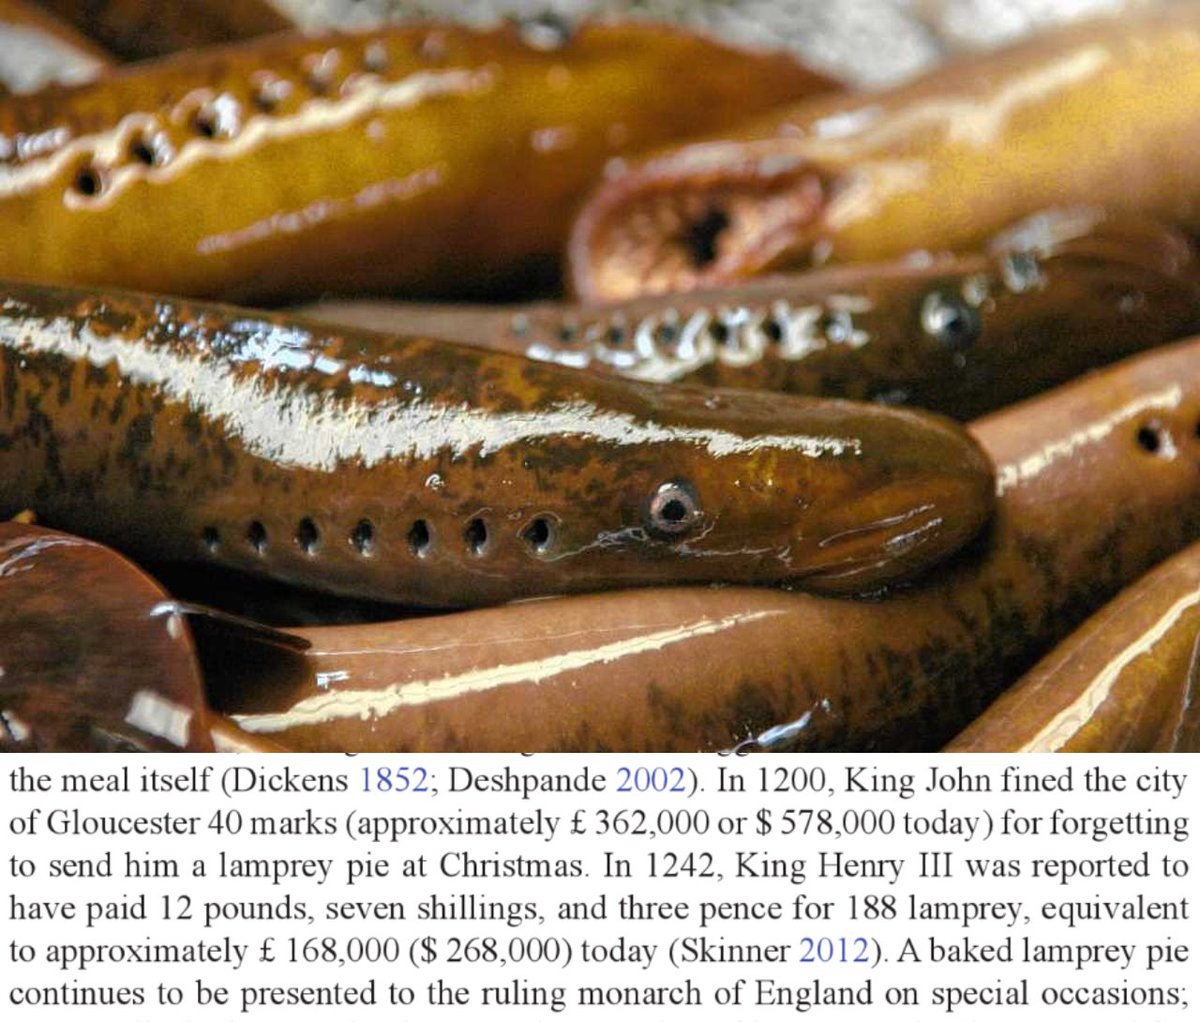 the meal itself (Dickens 1852; Deshpande 2002). In 1200, King John fined the city
of Gloucester 40 marks (approximately £ 362,000 or $ 578,000 today) for forgetting
to send him a lamprey pie at Christmas. In 1242, King Henry III was reported to
have paid 12 pounds, seven shillings, and three pence for 188 lamprey, equivalent
to approximately £ 168,000 ($ 268,000) today (Skinner 2012). A baked lamprey pie
continues to be presented to the ruling monarch of England on special occasions;